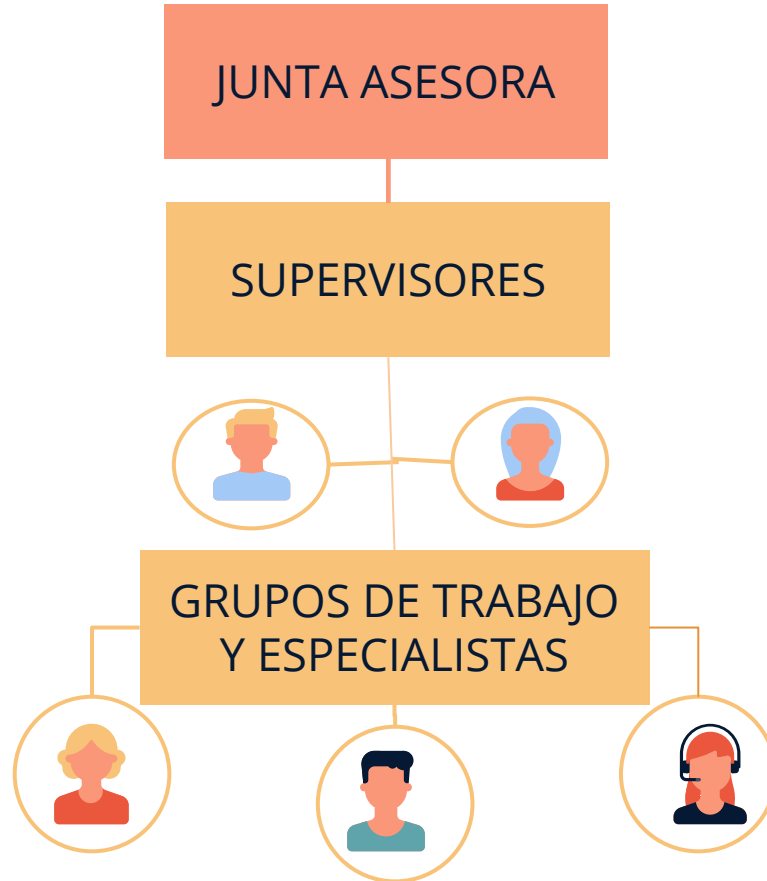 JUNTA ASESORA
SUPERVISORES
GRUPOS DE TRABAJO
Y ESPECIALISTAS